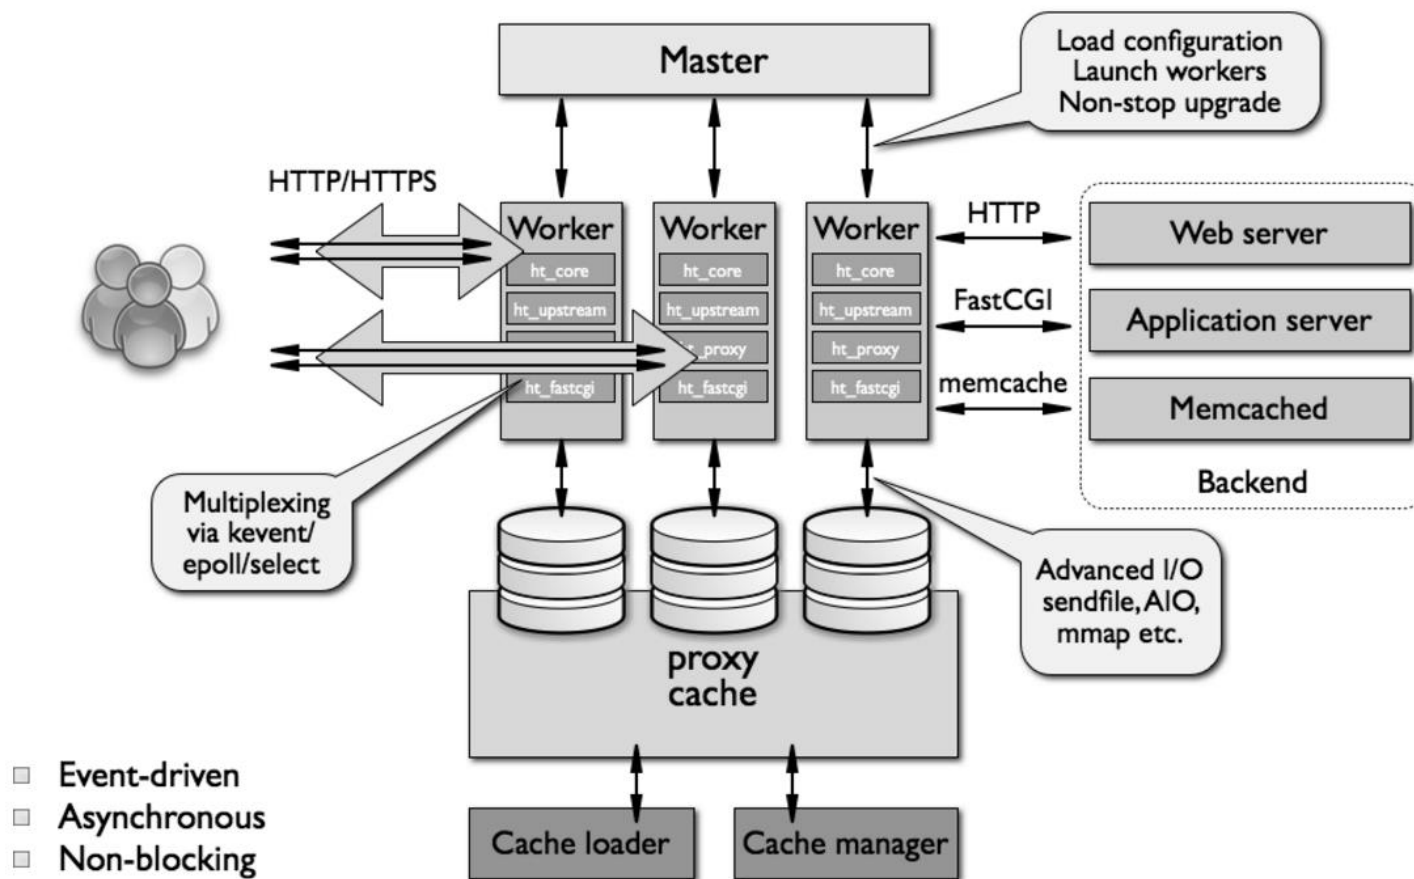 Master
Load configuration
Launch workers
Non-stop upgrade
HTTP/HTTPS
Worker
ht_core
ht_upstream
ht_fastcgi
Worker
ht_core
ht_upstream
ht_proxy
ht_fastcgi
Worker
ht_core
ht_upstream
ht_proxy
ht_fastcgi
HTTP
FastCGI
memcache
Web server
Application server
Memcached
Backend
Multiplexing
via kevent/
epoll/select
Advanced I/O
sendfile, AIO,
mmap etc.
proxy
cache
Event-driven
Asynchronous
Non-blocking
Cache loader
Cache manager